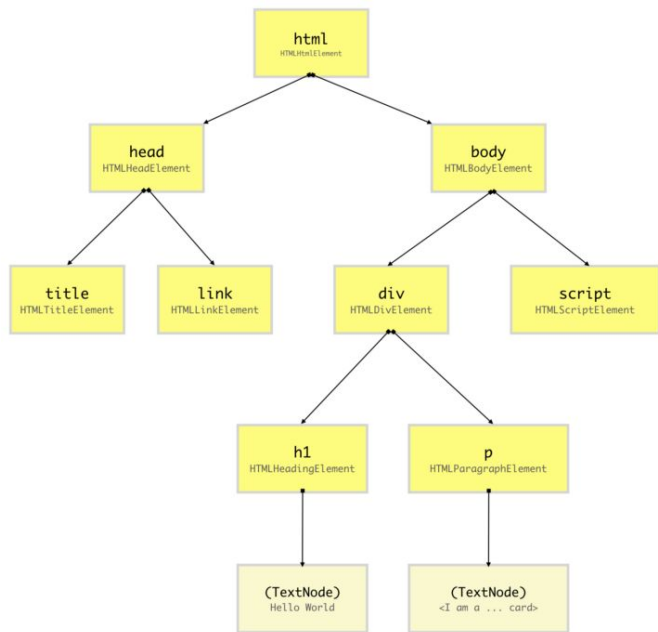 html
HTMLHtmlElement
head
HTMLHeadElement
body
HTMLBodyElement
title
HTMLTitleElement
link
HTMLLinkElement
div
HTMLDivElement
script
HTMLScriptElement
h1
HTMLHeadingElement
p
HTMLParagraphElement
(TextNode)
Hello World
(TextNode)
<I am a ... card>